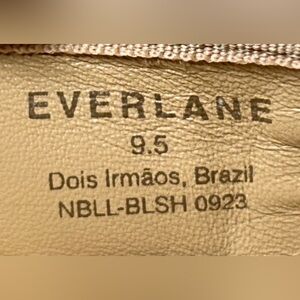 EVERLANE
9.5
Dois Irmãos, Brazil
NBLL-BLSH 0923